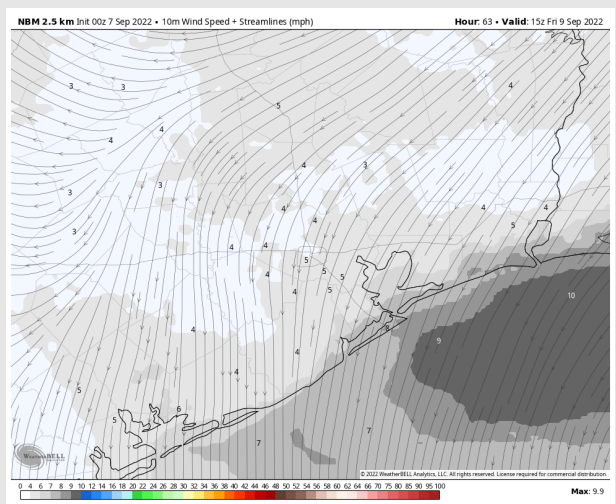 NBM 2.5 km Init 00z 7 Sep 2022 • 10m Wind Speed + Streamlines (mph) Hour: 63 • Valid: 15z Fri 9 Sep 2022
3 3 4
5
4 4
4 3
3 3
4 4 4
3 4 5
4 4
5
4 5 5
4 5
10
4 8
9
4
4
5
6
5
7 7
WeatherBELL
© 2022 WeatherBELL Analytics, LLC. All rights reserved. License required for commercial distribution.
0 4 6 7 8 9 10 12 14 16 18 20 22 24 26 28 30 32 34 36 38 40 42 44 46 48 50 52 54 56 58 60 62 64 66 70 75 80 85 90 95 100
Max: 9.9